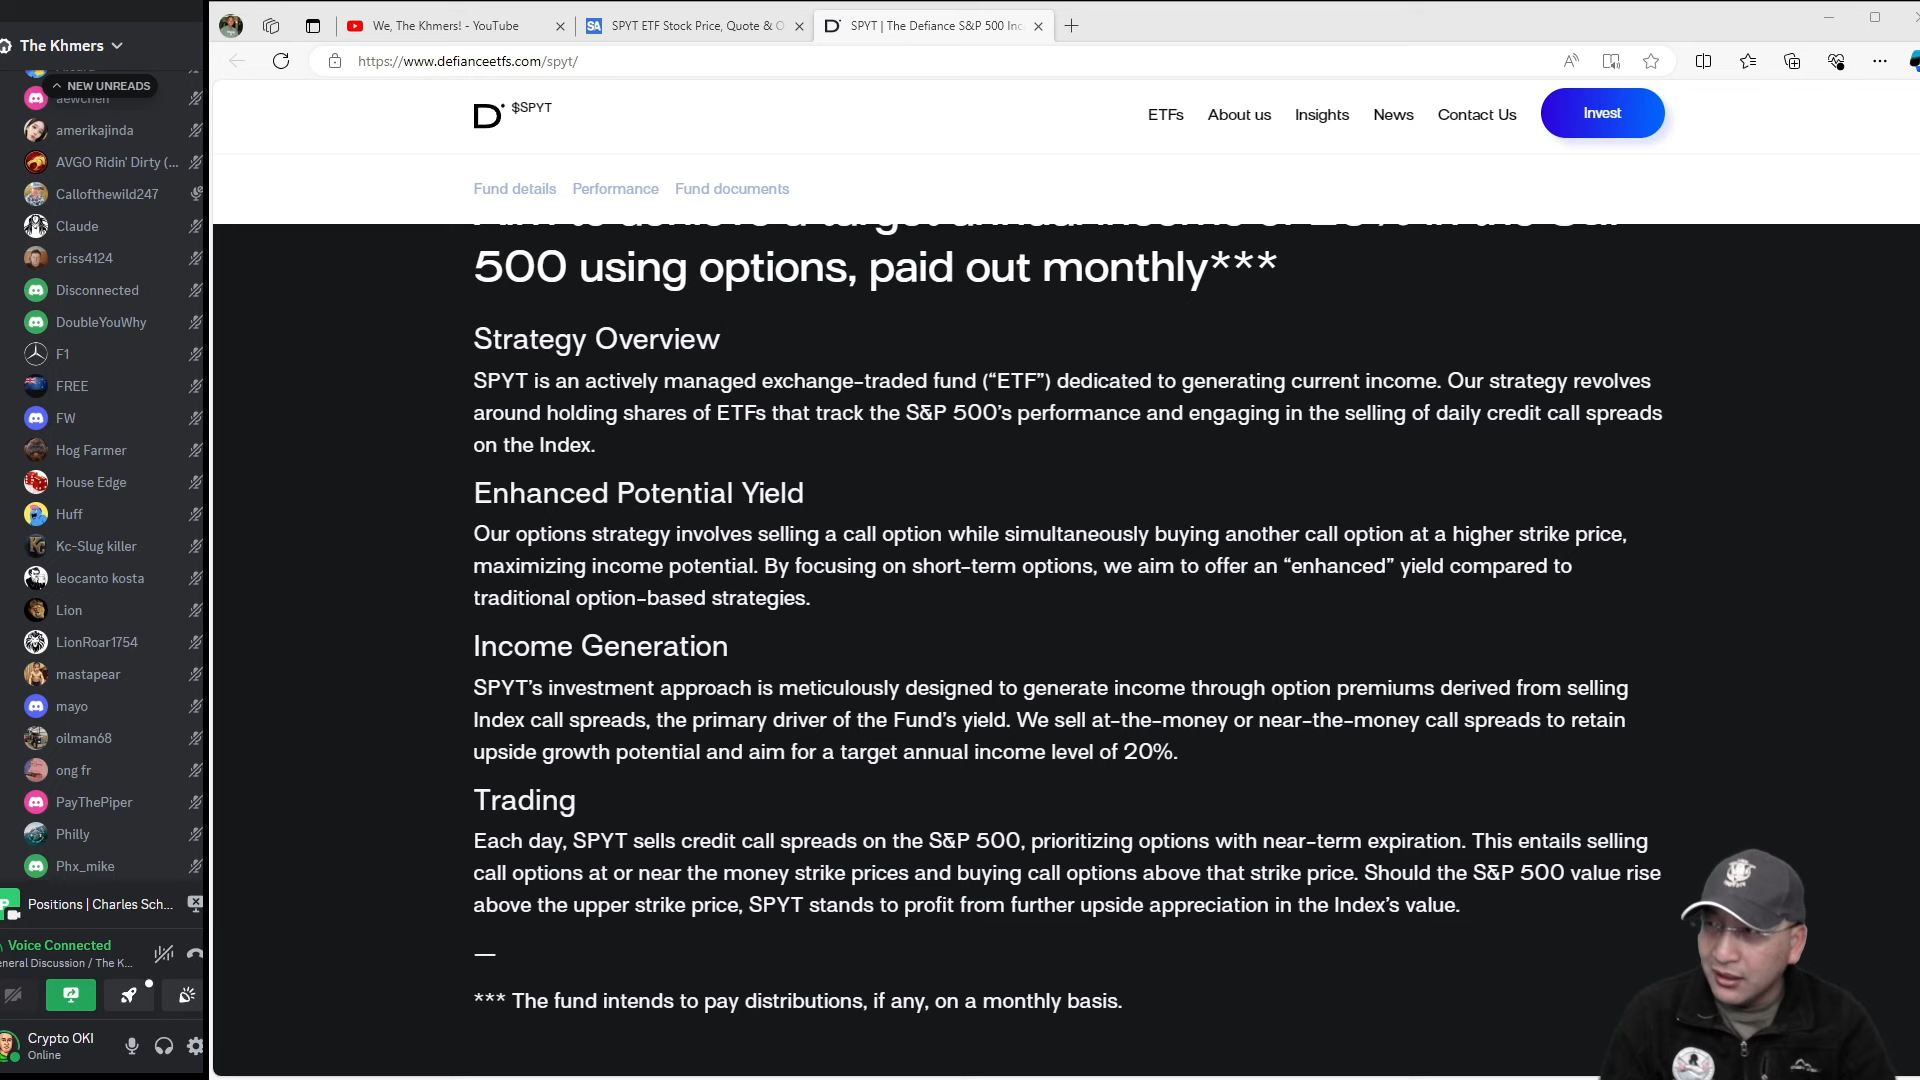 We, The Khmers! - YouTube
SPYT ETF Stock Price, Quote & O
SPYT | The Defiance S&P 500 Inc
The Khmers
https://www.defianceetfs.com/spyt/
NEW UNREADS
aewchen
amerikajinda
AVGO Ridin' Dirty (...
Callofthewild247
Claude
criss4124
Disconnected
DoubleYouWhy
F1
FREE
FW
Hog Farmer
House Edge
Huff
Kc-Slug killer
leocanto kosta
Lion
LionRoar1754
mastapear
mayo
oilman68
ong fr
PayThePiper
Philly
Phx_mike
Positions | Charles Sch...
Voice Connected
eneral Discussion / The K...
Crypto OKI
Online
D $SPYT
ETFs About us Insights News Contact Us Invest
Fund details Performance Fund documents
500 using options, paid out monthly***
Strategy Overview
SPYT is an actively managed exchange-traded fund (“ETF”) dedicated to generating current income. Our strategy revolves
around holding shares of ETFs that track the S&P 500’s performance and engaging in the selling of daily credit call spreads
on the Index.
Enhanced Potential Yield
Our options strategy involves selling a call option while simultaneously buying another call option at a higher strike price,
maximizing income potential. By focusing on short-term options, we aim to offer an “enhanced” yield compared to
traditional option-based strategies.
Income Generation
SPYT’s investment approach is meticulously designed to generate income through option premiums derived from selling
Index call spreads, the primary driver of the Fund’s yield. We sell at-the-money or near-the-money call spreads to retain
upside growth potential and aim for a target annual income level of 20%.
Trading
Each day, SPYT sells credit call spreads on the S&P 500, prioritizing options with near-term expiration. This entails selling
call options at or near the money strike prices and buying call options above that strike price. Should the S&P 500 value rise
above the upper strike price, SPYT stands to profit from further upside appreciation in the Index’s value.
—
*** The fund intends to pay distributions, if any, on a monthly basis.